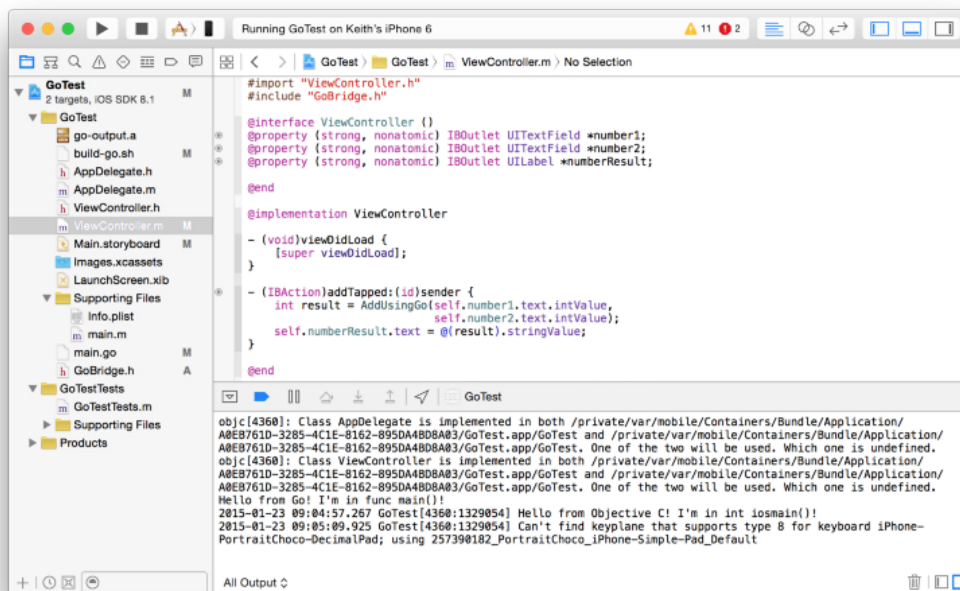 Running GoTest on Keith's iPhone 6
11
2
GoTest
2 targets, iOS SDK 8.1
M
GoTest
go-output.a
build-go.sh
M
AppDelegate.h
AppDelegate.m
ViewController.h
ViewController.m
M
Main.storyboard
M
Images.xcassets
LaunchScreen.xib
Supporting Files
Info.plist
main.m
main.go
M
GoBridge.h
A
GoTestTests
GoTestTests.m
Supporting Files
Products
GoTest
GoTest
ViewController.m
No Selection
#import "ViewController.h"
#include "GoBridge.h"
@interface ViewController ()
@property (strong, nonatomic) IBOutlet UITextField *number1;
@property (strong, nonatomic) IBOutlet UITextField *number2;
@property (strong, nonatomic) IBOutlet UILabel *numberResult;
@end
@implementation ViewController
- (void)viewDidLoad {
[super viewDidLoad];
}
- (IBAction)addTapped:(id)sender {
int result = AddUsingGo(self.number1.text.intValue,
self.number2.text.intValue);
self.numberResult.text = @(result).stringValue;
}
@end
GoTest
objc[4360]: Class AppDelegate is implemented in both /private/var/mobile/Containers/Bundle/Application/
A0EB761D-3285-4C1E-8162-895DA4BD8A03/GoTest.app/GoTest and /private/var/mobile/Containers/Bundle/Application/
A0EB761D-3285-4C1E-8162-895DA4BD8A03/GoTest.app/GoTest. One of the two will be used. Which one is undefined.
objc[4360]: Class ViewController is implemented in both /private/var/mobile/Containers/Bundle/Application/
A0EB761D-3285-4C1E-8162-895DA4BD8A03/GoTest.app/GoTest and /private/var/mobile/Containers/Bundle/Application/
A0EB761D-3285-4C1E-8162-895DA4BD8A03/GoTest.app/GoTest. One of the two will be used. Which one is undefined.
Hello from Go! I'm in func main()!
2015-01-23 09:04:57.267 GoTest[4360:1329054] Hello from Objective C! I'm in int iosmain()!
2015-01-23 09:05:09.925 GoTest[4360:1329054] Can't find keyplane that supports type 8 for keyboard iPhone-
PortraitChoco-DecimalPad; using 257390182_PortraitChoco_iPhone-Simple-Pad_Default
All Output